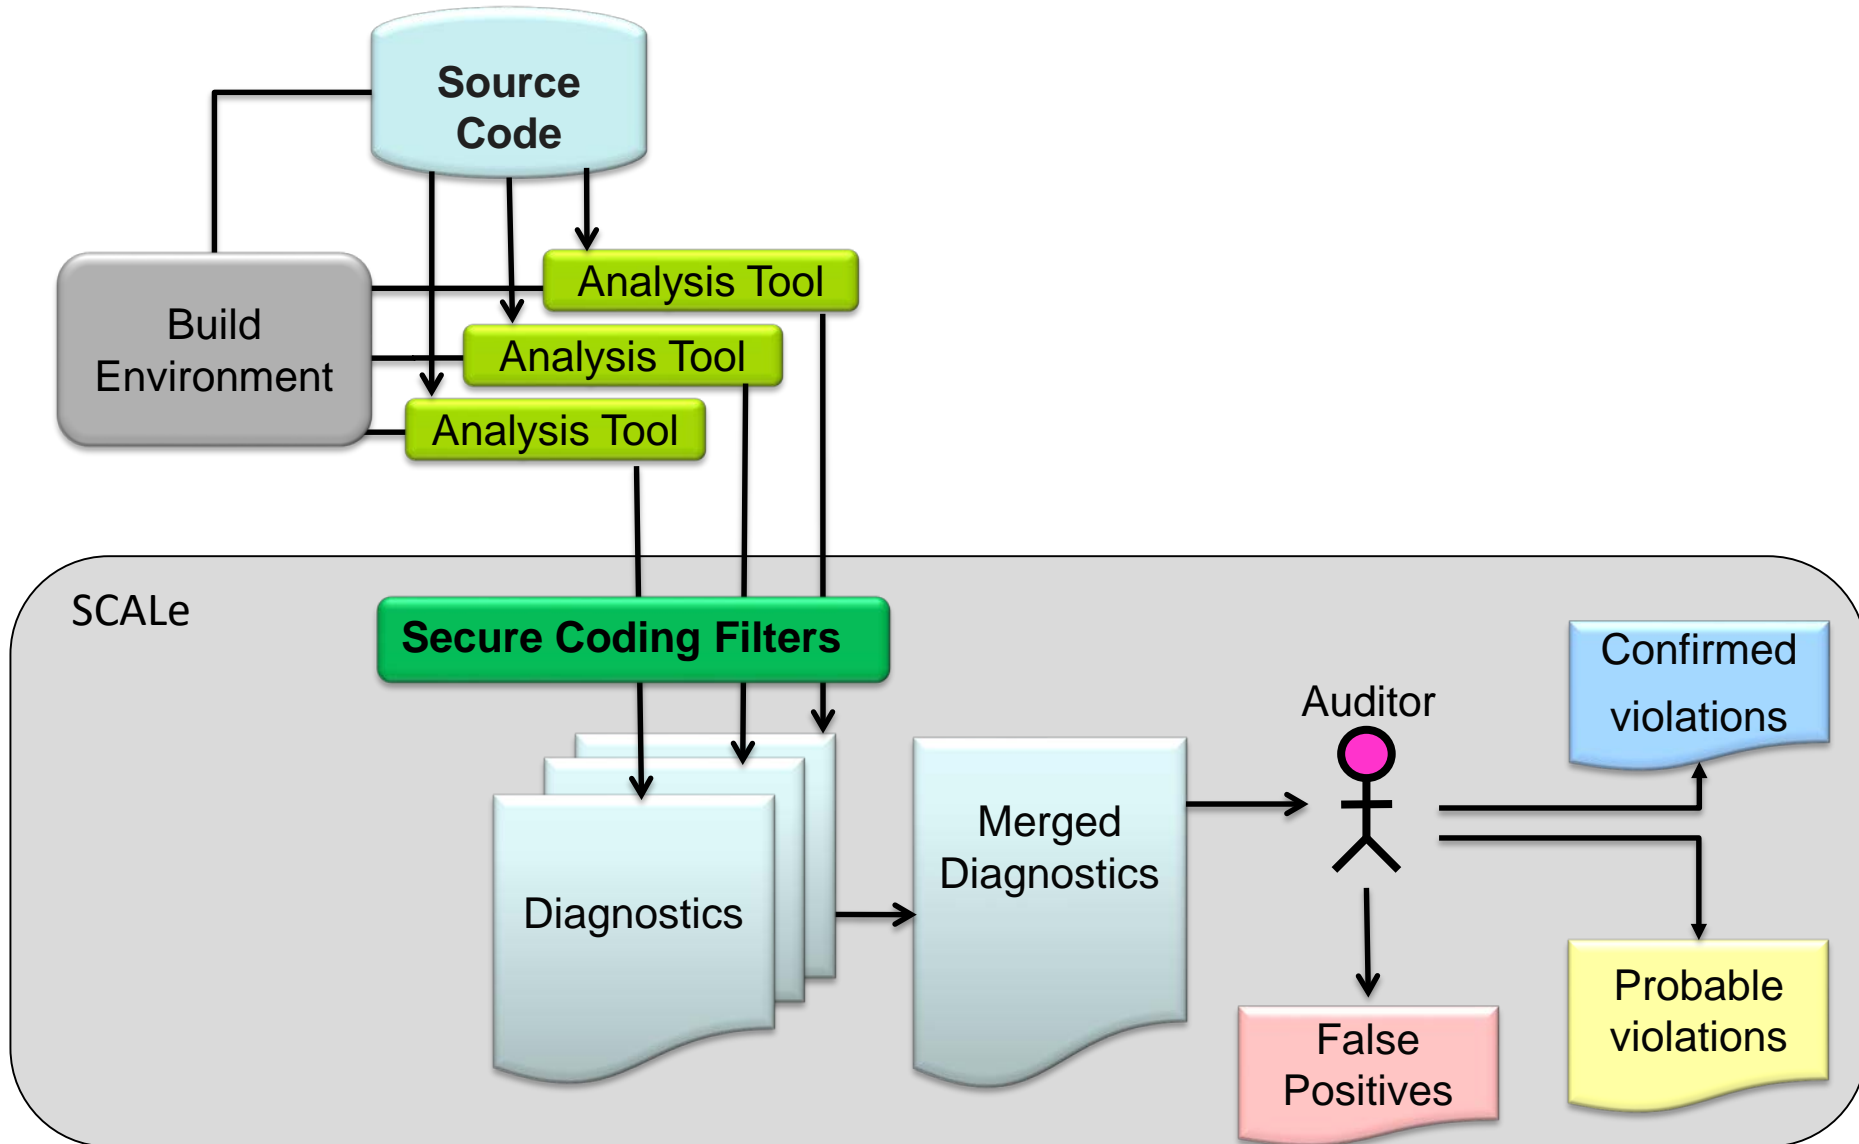 Source
Code
Analysis Tool
Build
Environment
Analysis Tool
Analysis Tool
SCALe
Secure Coding Filters
Confirmed
violations
Auditor
Merged
Diagnostics
Diagnostics
Probable
violations
False
Positives